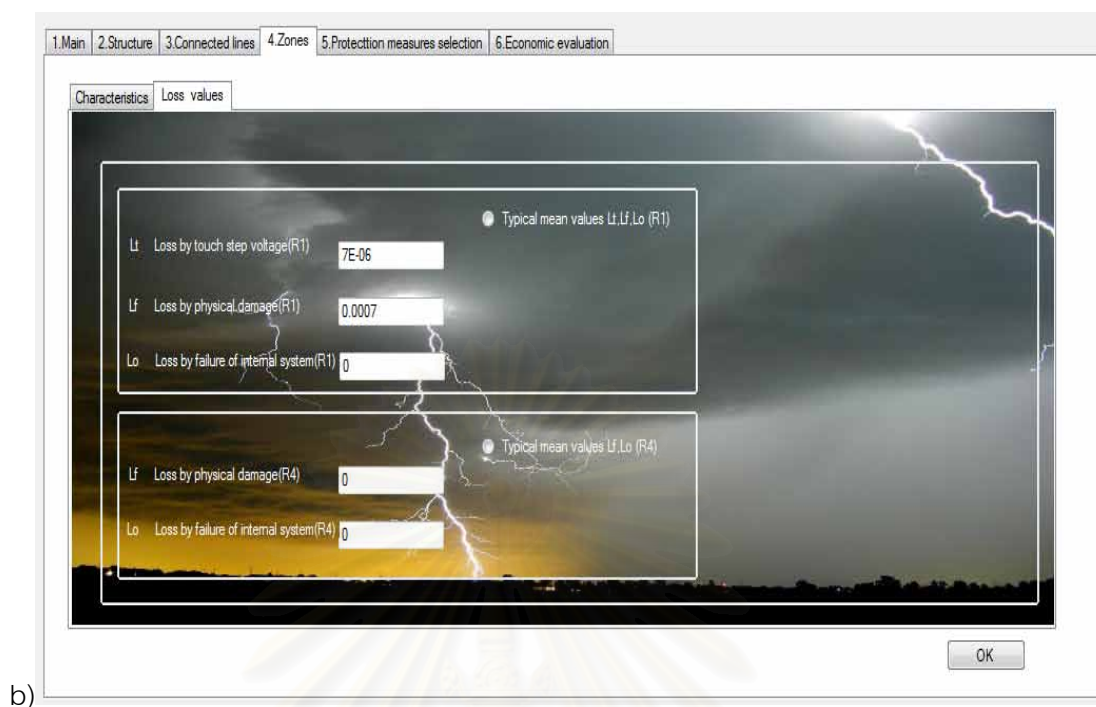 1.Main 2.Structure 3.Connected lines 4.Zones 5.Protecttion measures selection 6.Economic evaluation
Characteristics Loss values
Typical mean values Lt,Lf,Lo (R1)
Lt Loss by touch step voltage(R1) 7E-06
Lf Loss by physical damage(R1) 0.0007
Lo Loss by failure of internal system(R1) 0
Typical mean values Lf,Lo (R4)
Lf Loss by physical damage(R4) 0
Lo Loss by failure of internal system(R4) 0
OK
b)